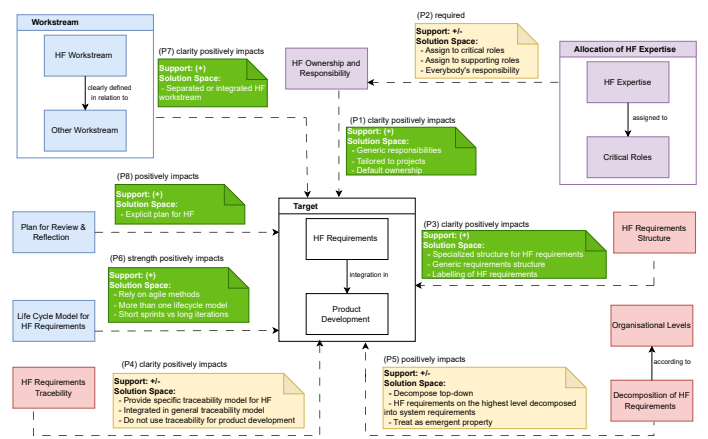 Workstream
HF Workstream
clearly defined
in relation to
Other Workstream
(P7) clarity positively impacts
Support: (+)
Solution Space:
- Separated or integrated HF
workstream
HF Ownership and
Responsibility
(P2) required
Support: +/-
Solution Space:
- Assign to critical roles
- Assign to supporting roles
- Everybody's responsibility
Allocation of HF Expertise
HF Expertise
assigned to
Critical Roles
(P1) clarity positively impacts
Support: (+)
Solution Space:
- Generic responsibilities
- Tailored to projects
- Default ownership
(P8) positively impacts
Support: (+)
Solution Space:
- Explicit plan for HF
Plan for Review &
Reflection
Target
HF Requirements
integration in
Product
Development
(P3) clarity positively impacts
Support: (+)
Solution Space:
- Specialized structure for HF requirements
- Generic requirements structure
- Labelling of HF requirements
HF Requirements
Structure
(P6) strength positively impacts
Support: (+)
Solution Space:
- Rely on agile methods
- More than one lifecycle model
- Short sprints vs long iterations
Life Cycle Model for
HF Requirements
Organisational Levels
according to
Decomposition of HF
Requirements
(P4) clarity positively impacts
Support: +/-
Solution Space:
- Provide specific traceability model for HF
- Integrated in general traceability model
- Do not use traceability for product development
HF Requirements
Tracebility
(P5) positively impacts
Support: +/-
Solution Space:
- Decompose top-down
- HF requirements on the highest level decomposed
into system requirements
- Treat as emergent property